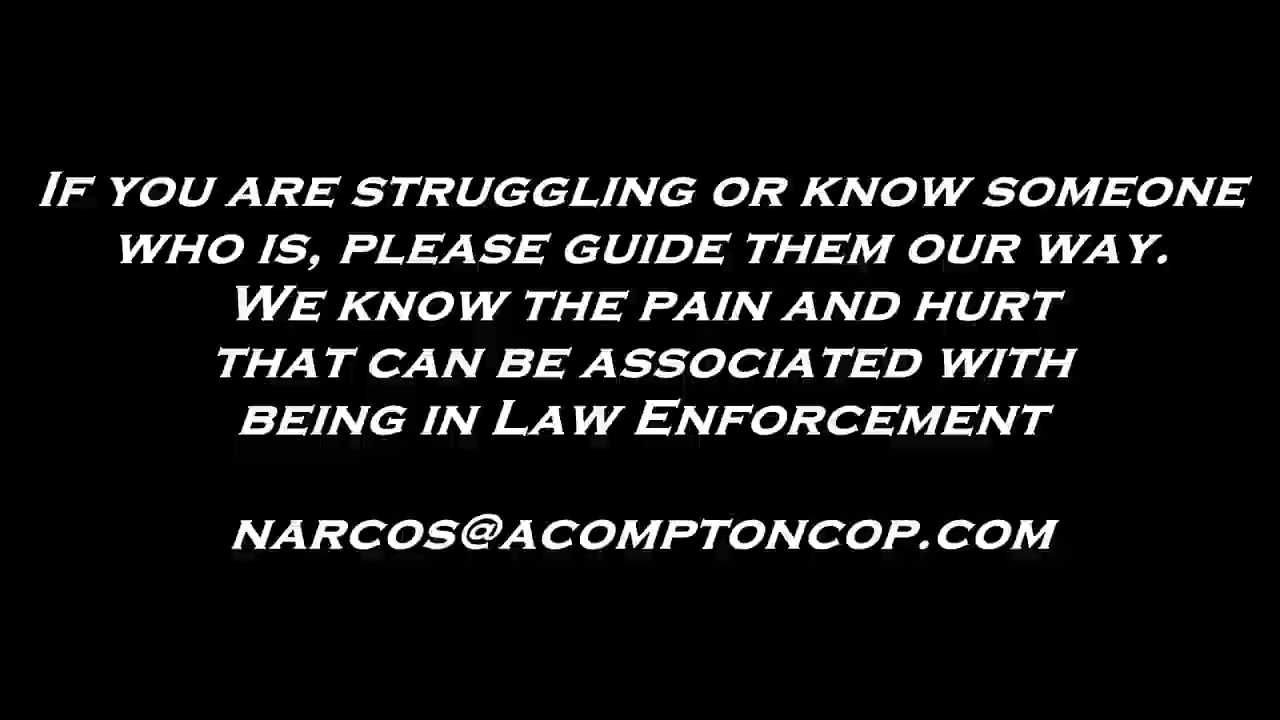 If you are struggling or know someone
who is, please guide them our way.
We know the pain and hurt
that can be associated with
being in Law Enforcement
narcos@acomptoncop.com